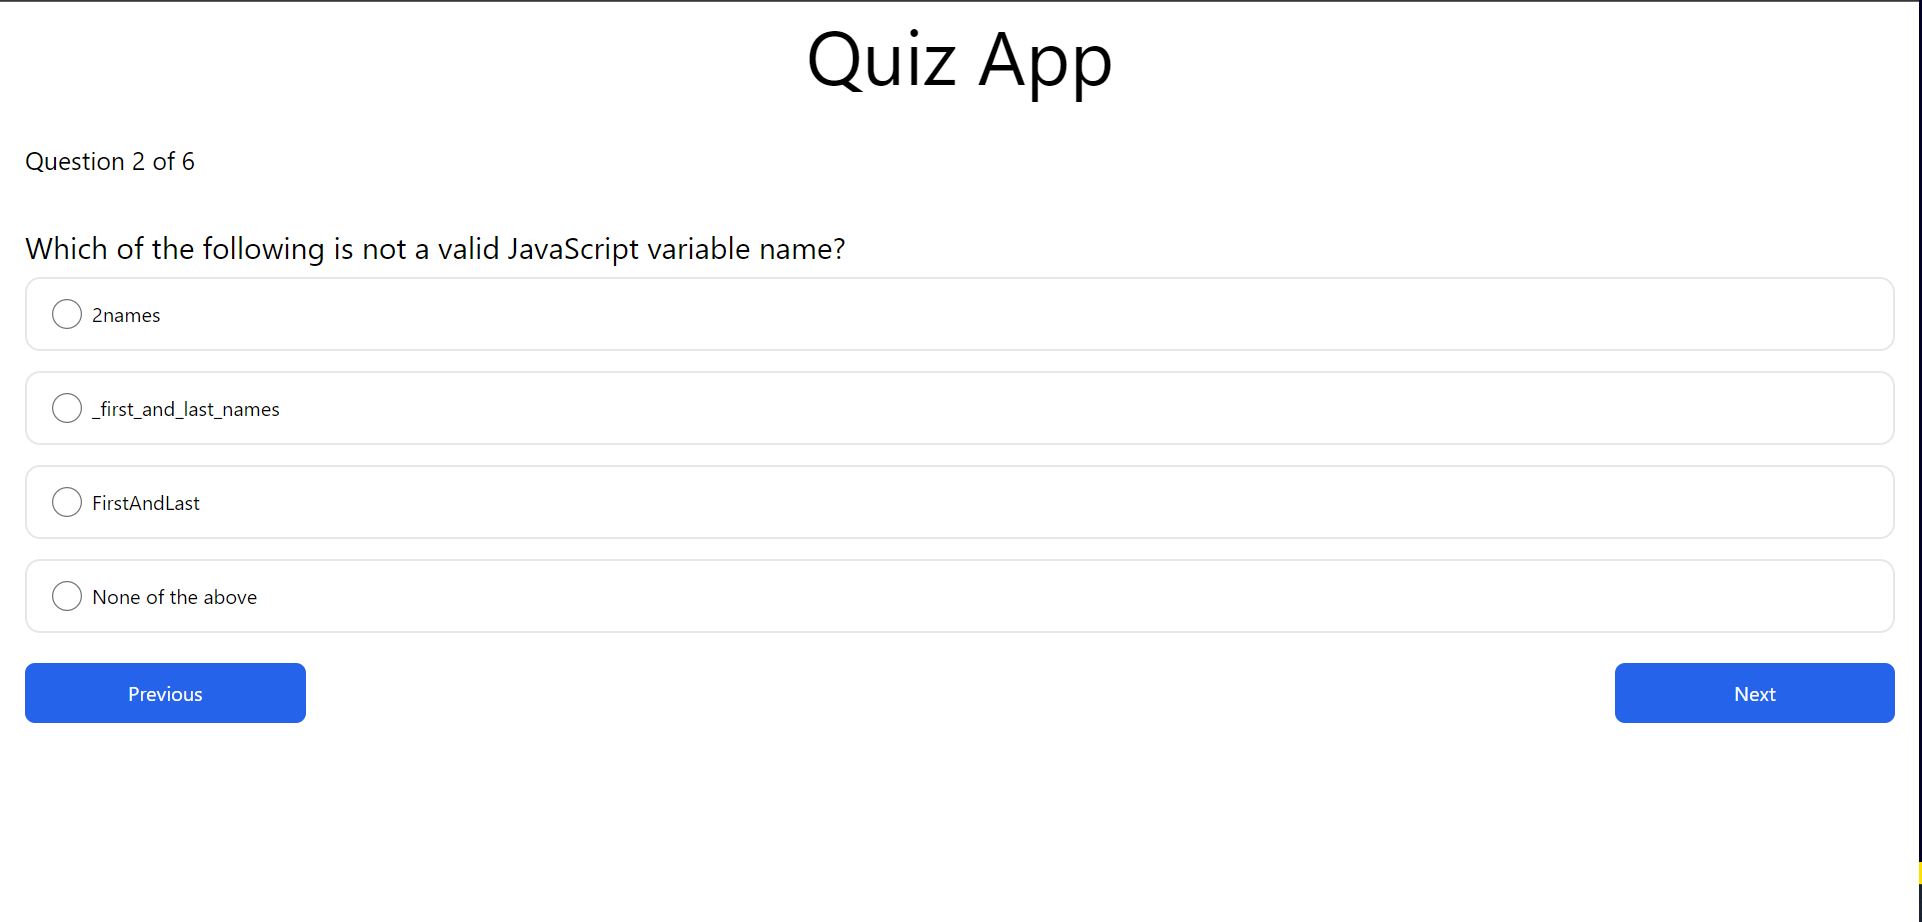 Quiz App
Question 2 of 6
Which of the following is not a valid JavaScript variable name?
2names
_first_and_last_names
FirstAndLast
None of the above
Previous
Next